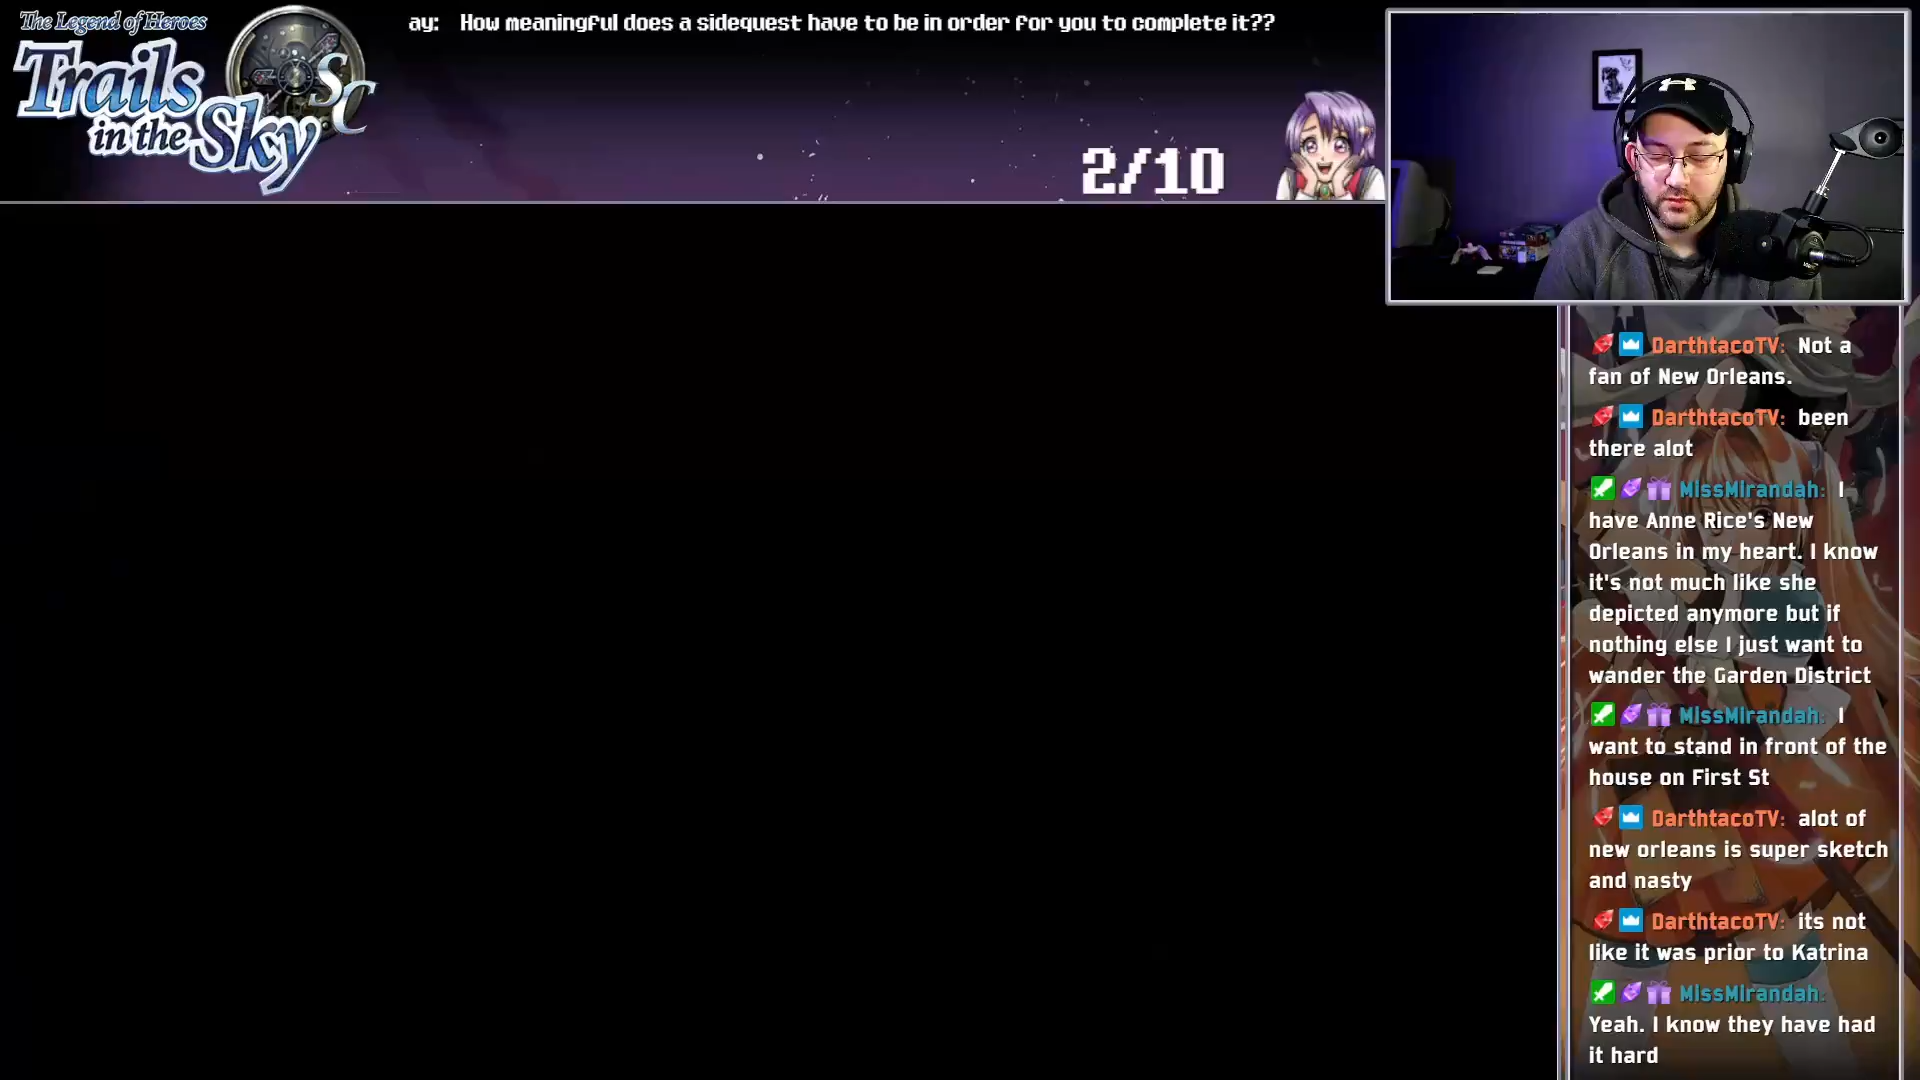 The Legend of Heroes
Trails
in the Sky SC
ay: How meaningful does a sidequest have to be in order for you to complete it??
2/10
DarthtacoTV: Not a
fan of New Orleans.
DarthtacoTV: been
there alot
MissMirandah: I
have Anne Rice's New
Orleans in my heart. I know
it's not much like she
depicted anymore but if
nothing else I just want to
wander the Garden District
MissMirandah: I
want to stand in front of the
house on First St
DarthtacoTV: alot of
new orleans is super sketch
and nasty
DarthtacoTV: its not
like it was prior to Katrina
MissMirandah:
Yeah. I know they have had
it hard